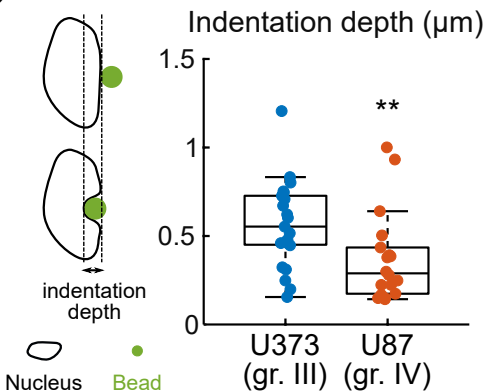 Indentation depth (μm)
1.5
1
0.5
0
**
U373
(gr. III)
U87
(gr. IV)
indentation
depth
Nucleus
Bead